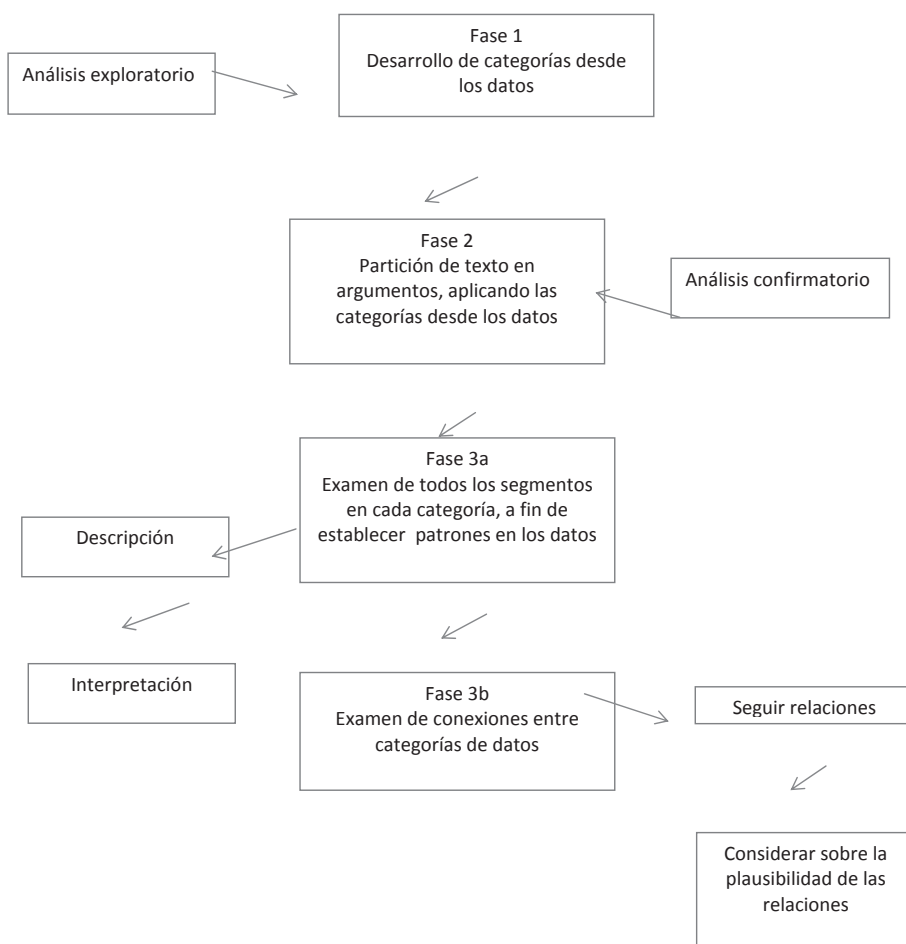 Fase 1
Desarrollo de categorías desde
los datos
Análisis exploratorio
Fase 2
Partición de texto en
argumentos, aplicando las
categorías desde los datos
Análisis confirmatorio
Fase 3a
Examen de todos los segmentos
en cada categoría, a fin de
establecer patrones en los datos
Descripción
Interpretación
Fase 3b
Examen de conexiones entre
categorías de datos
Seguir relaciones
Considerar sobre la
plausibilidad de las
relaciones